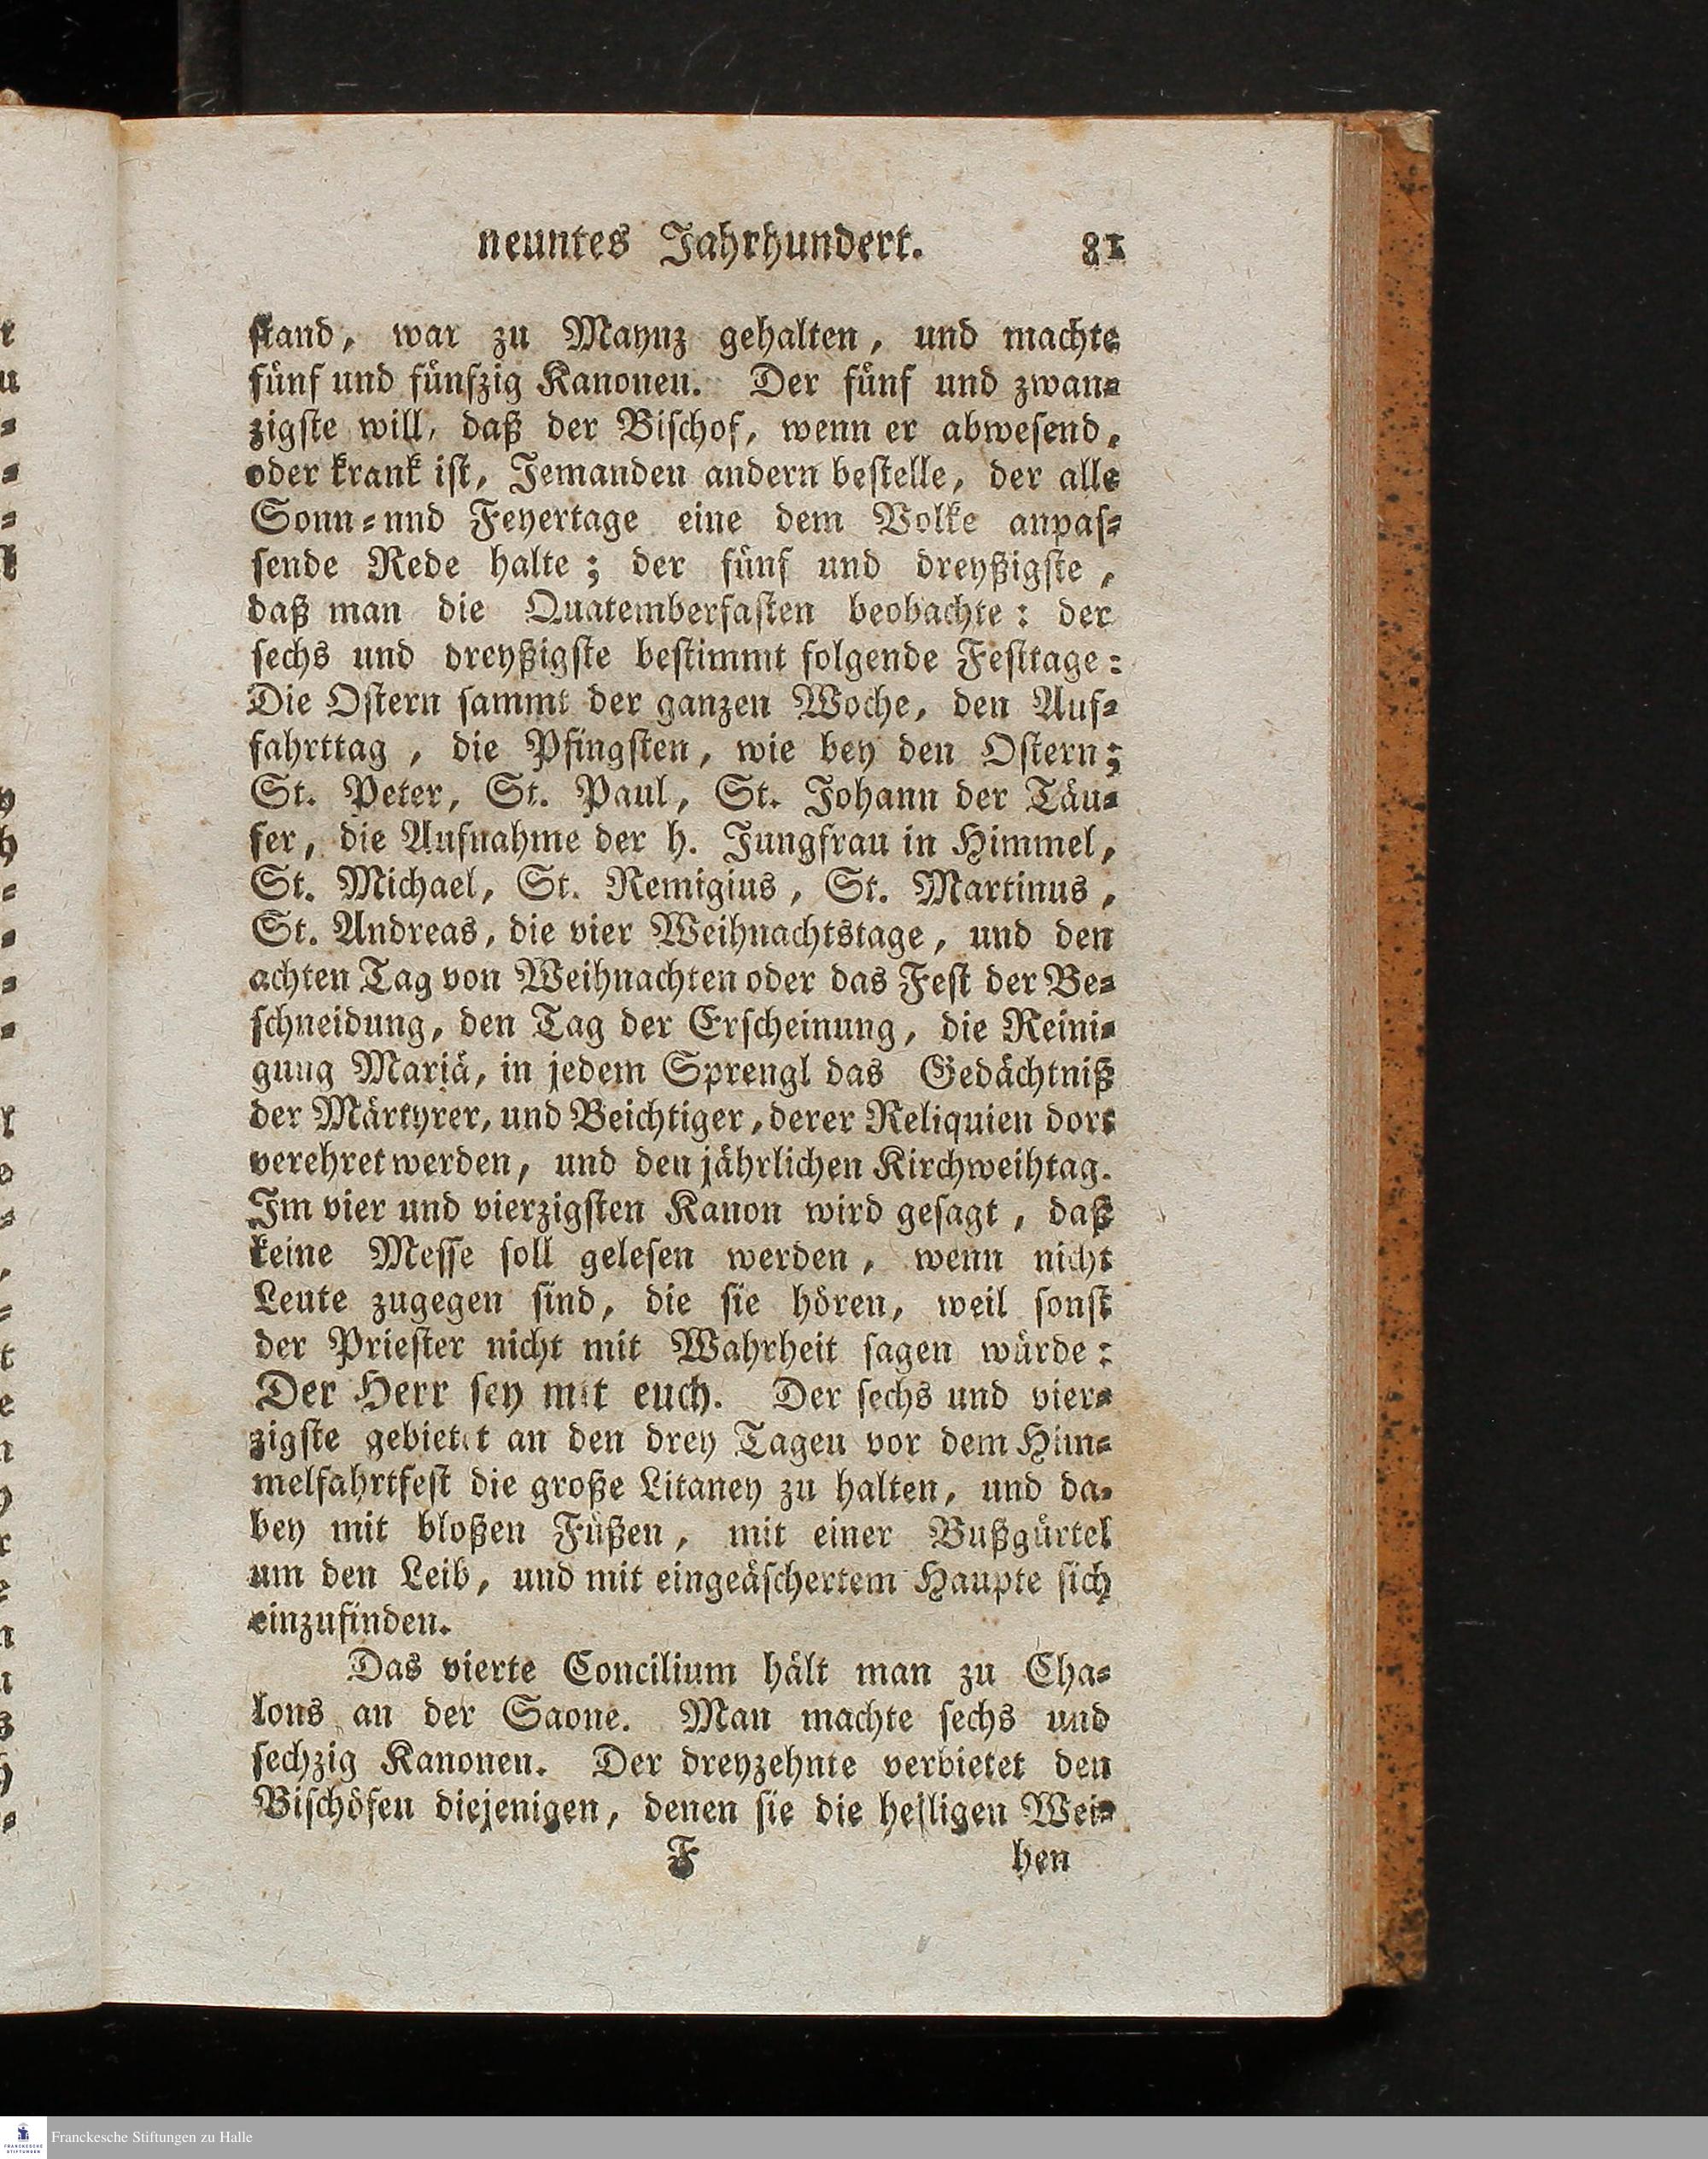 neuntes Jahrhundert. 81
ſtand, war zu Maynz gehalten, und machte
fünf und fünfzig Kanonen. Der fünf und zwan⸗
zigſte will, daß der Biſchof, wenn er abweſend,
oder krank iſt, Jemanden andern beſtelle, der alle
Sonn⸗nnd Feyertage eine dem Volke anpaſ⸗
ſende Rede halte; der fünf und dreyßigſte,
daß man die Quatemberfaſten beobachte: der
ſechs und dreyßigſte beſtimmt folgende Feſttage:
Die Oſtern ſammt der ganzen Woche, den Auf⸗
fahrttag, die Pfingſten, wie bey den Oſtern;
St. Peter, St. Paul, St. Johann der Täu⸗
fer, die Aufnahme der h. Jungfrau in Himmel,
St. Michael, St. Remigius, St. Martinus,
St. Andreas, die vier Weihnachtstage, und den
achten Tag von Weihnachten oder das Feſt der Be⸗
ſchneidung, den Tag der Erſcheinung, die Reini⸗
gung Mariä, in jedem Sprengl das Gedächtniß
der Märtyrer, und Beichtiger, derer Reliquien dort
verehret werden, und den jährlichen Kirchweihtag.
Im vier und vierzigſten Kanon wird geſagt, daß
keine Meſſe ſoll geleſen werden, wenn nicht
Leute zugegen ſind, die ſie hören, weil ſonſt
der Prieſter nicht mit Wahrheit ſagen würde:
Der Herr ſey mit euch. Der ſechs und vier⸗
zigſte gebietet an den drey Tagen vor dem Him⸗
melfahrtfeſt die große Litaney zu halten, und da⸗
bey mit bloßen Füßen, mit einer Bußgürtel
um den Leib, und mit eingeäſchertem Haupte ſich
einzufinden.
Das vierte Concilium hält man zu Cha⸗
lons an der Saone. Man machte ſechs und
ſechzig Kanonen. Der dreyzehnte verbietet den
Biſchöfen diejenigen, denen ſie die heiligen Wei⸗
F hen
Franckesche Stiftungen zu Halle